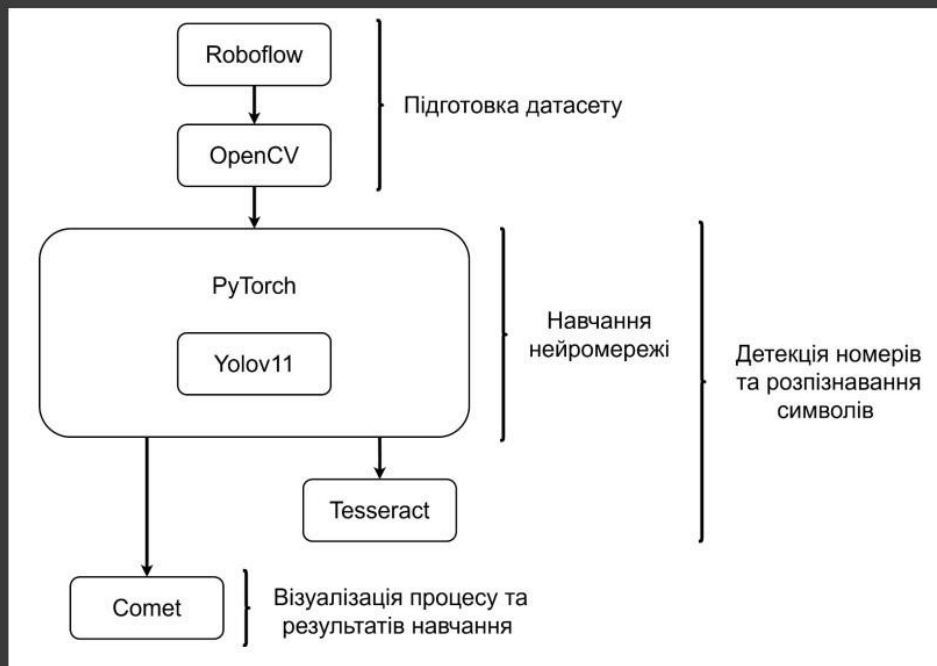 Roboflow
OpenCV
Підготовка датасету
PyTorch
Yolov11
Навчання
нейромережі
Детекція номерів
та розпізнавання
символів
Tesseract
Comet
Візуалізація процесу та
результатів навчання